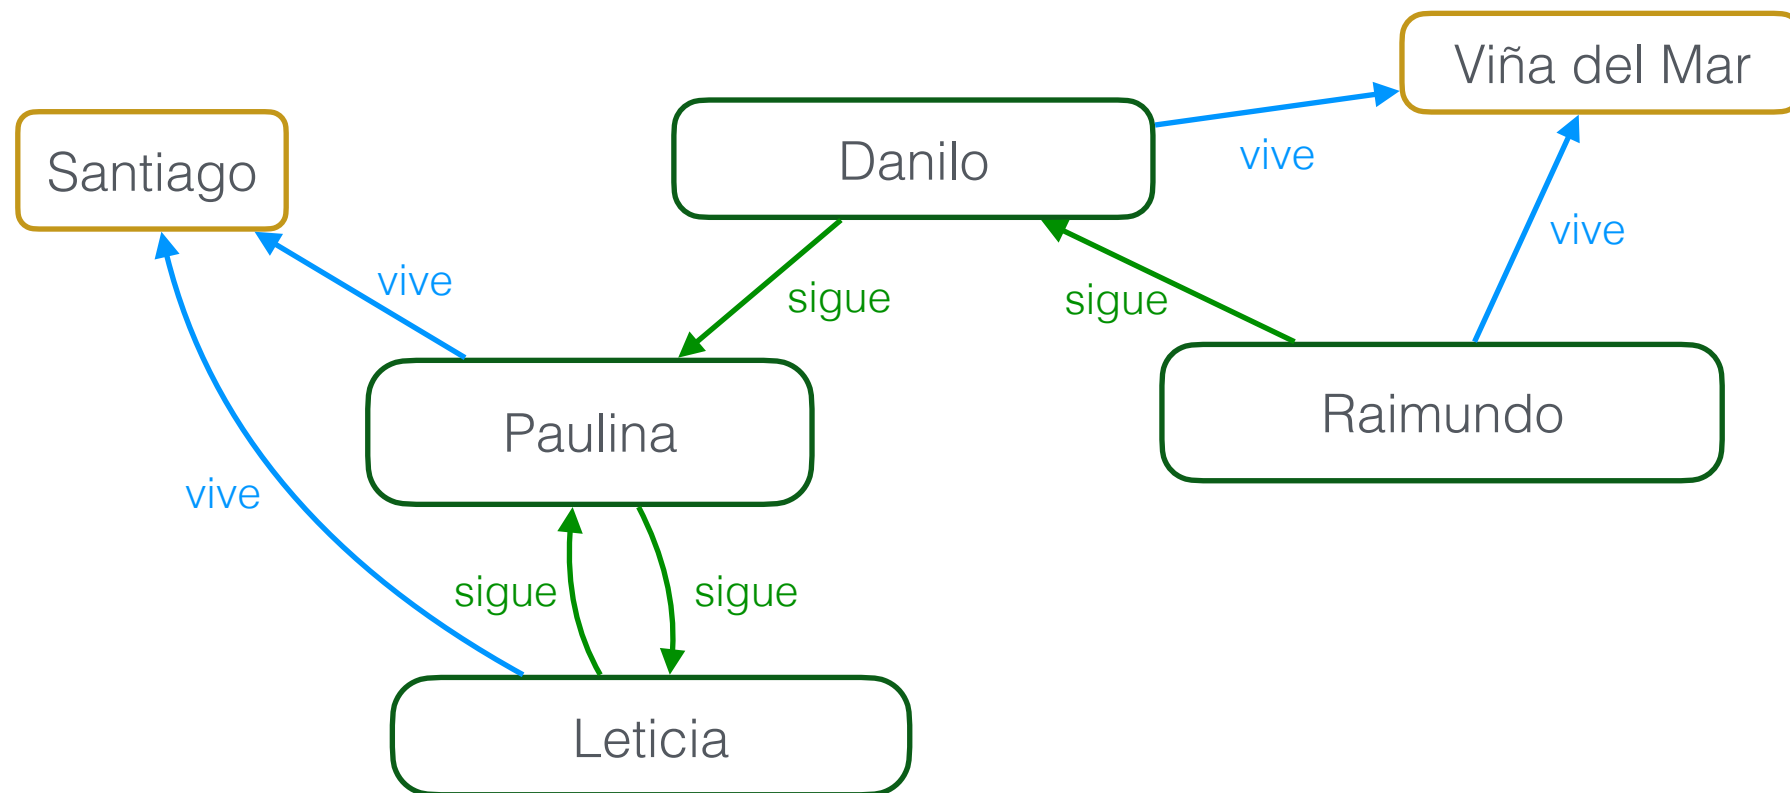 Viña del Mar
Danilo
vive
Santiago
vive
vive
sigue
sigue
Raimundo
Paulina
vive
sigue
sigue
Leticia